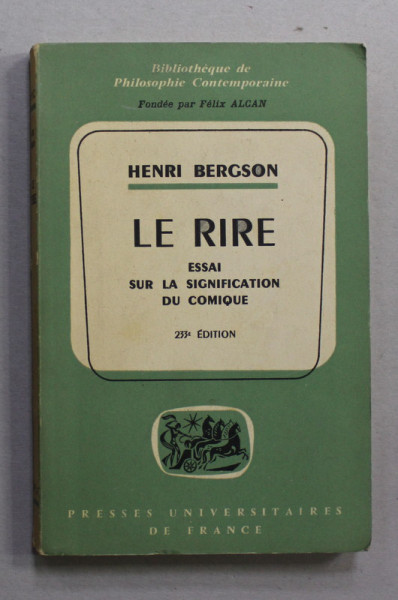 Bibliothèque de
Philosophie Contemporaine
Fondée par Félix ALCAN
HENRI BERGSON
LE RIRE
ESSAI
SUR LA SIGNIFICATION
DU COMIQUE
233e ÉDITION
PRESSES UNIVERSITAIRES
DE FRANCE